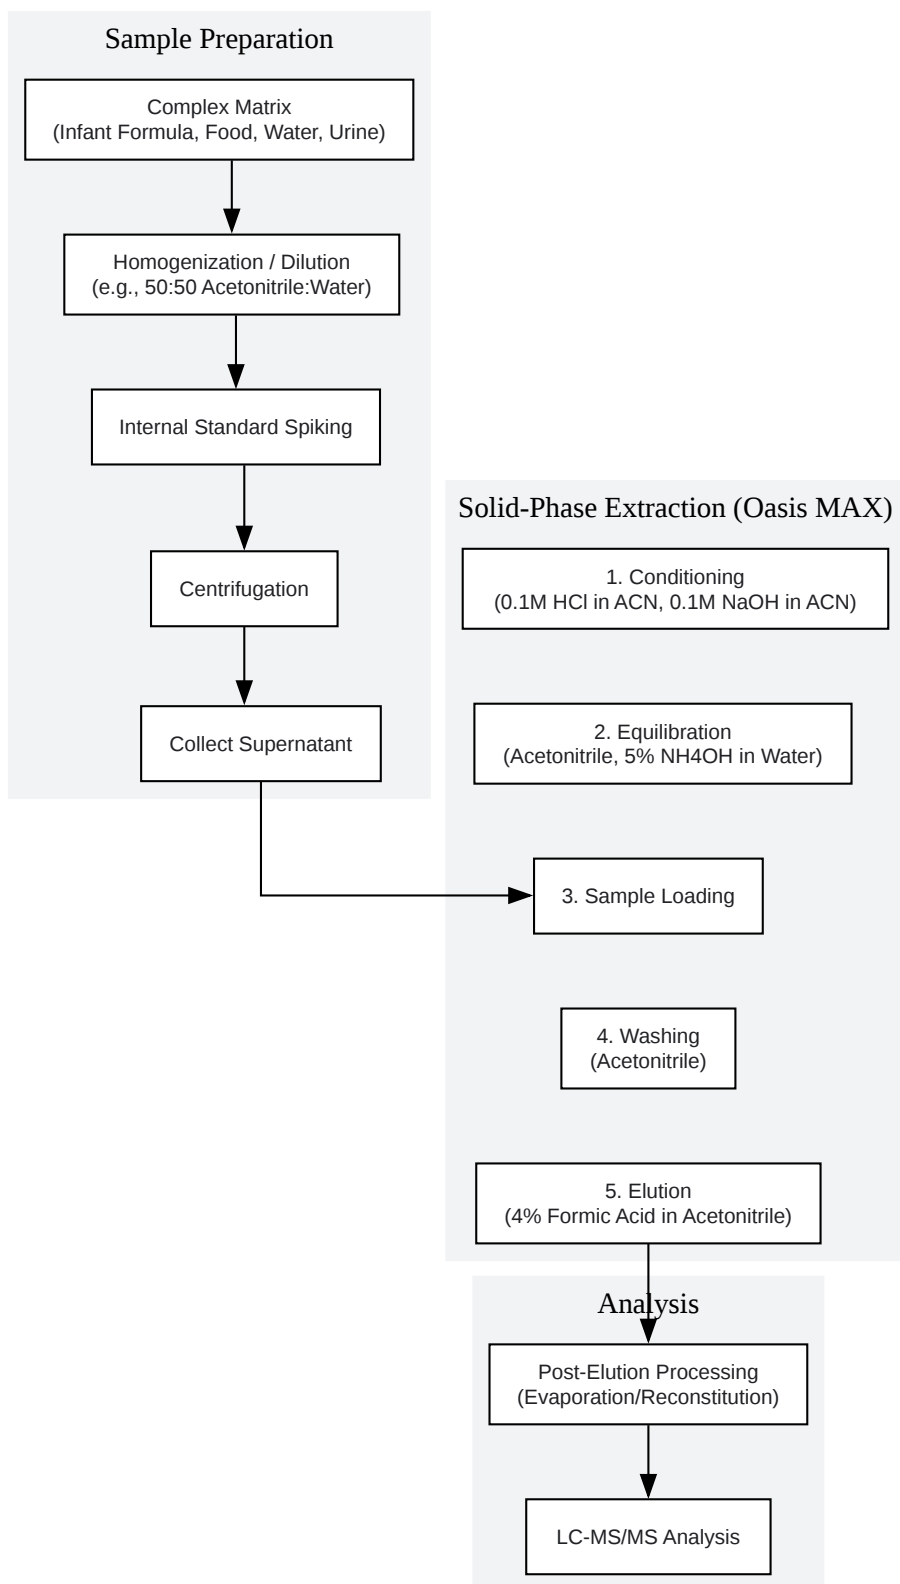 Sample Preparation
Complex Matrix
(Infant Formula, Food, Water, Urine)
Homogenization / Dilution
(e.g., 50:50 Acetonitrile:Water)
Internal Standard Spiking
Centrifugation
Collect Supernatant
Solid-Phase Extraction (Oasis MAX)
1. Conditioning
(0.1M HCl in ACN, 0.1M NaOH in ACN)
2. Equilibration
(Acetonitrile, 5% NH4OH in Water)
3. Sample Loading
4. Washing
(Acetonitrile)
5. Elution
(4% Formic Acid in Acetonitrile)
Analysis
Post-Elution Processing
(Evaporation/Reconstitution)
LC-MS/MS Analysis